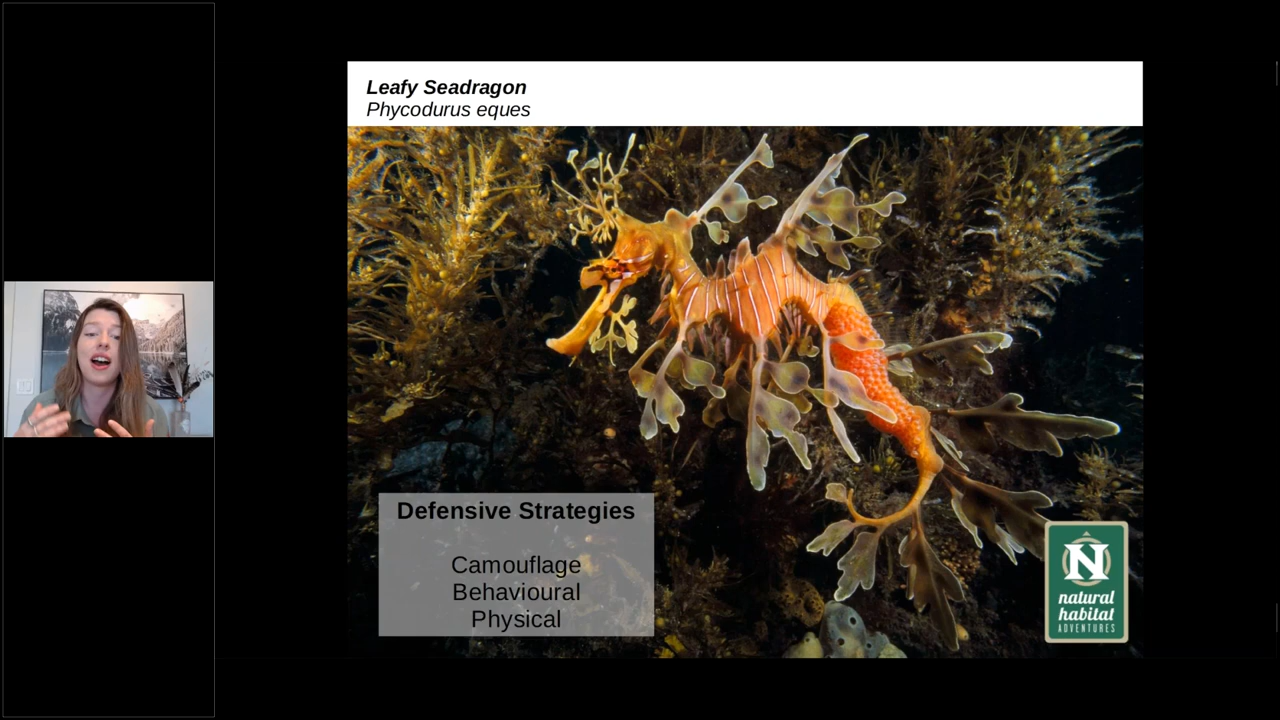 Leafy Seadragon
Phycodurus eques
Defensive Strategies
Camouflage
Behavioural
Physical
N
natural
habitat
ADVENTURES